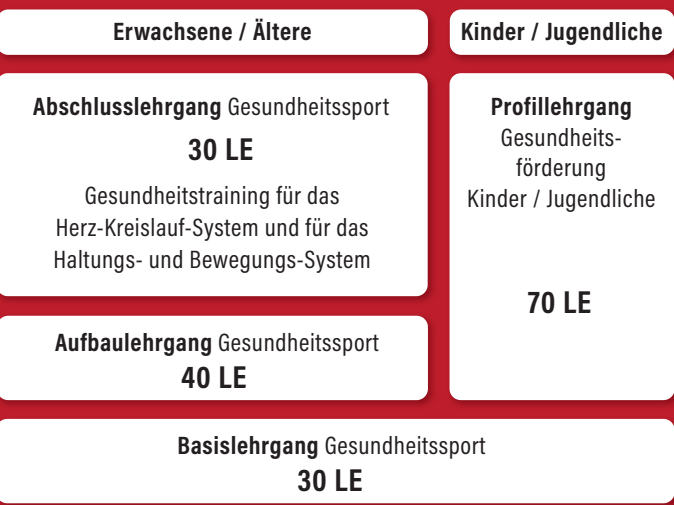 Erwachsene / Ältere
Kinder / Jugendliche
Abschlusslehrgang Gesundheitssport
30 LE
Gesundheitstraining für das
Herz-Kreislauf-System und für das
Haltungs- und Bewegungs-System
Profillehrgang
Gesundheits-
förderung
Kinder / Jugendliche
70 LE
Aufbaulehrgang Gesundheitssport
40 LE
Basislehrgang Gesundheitssport
30 LE